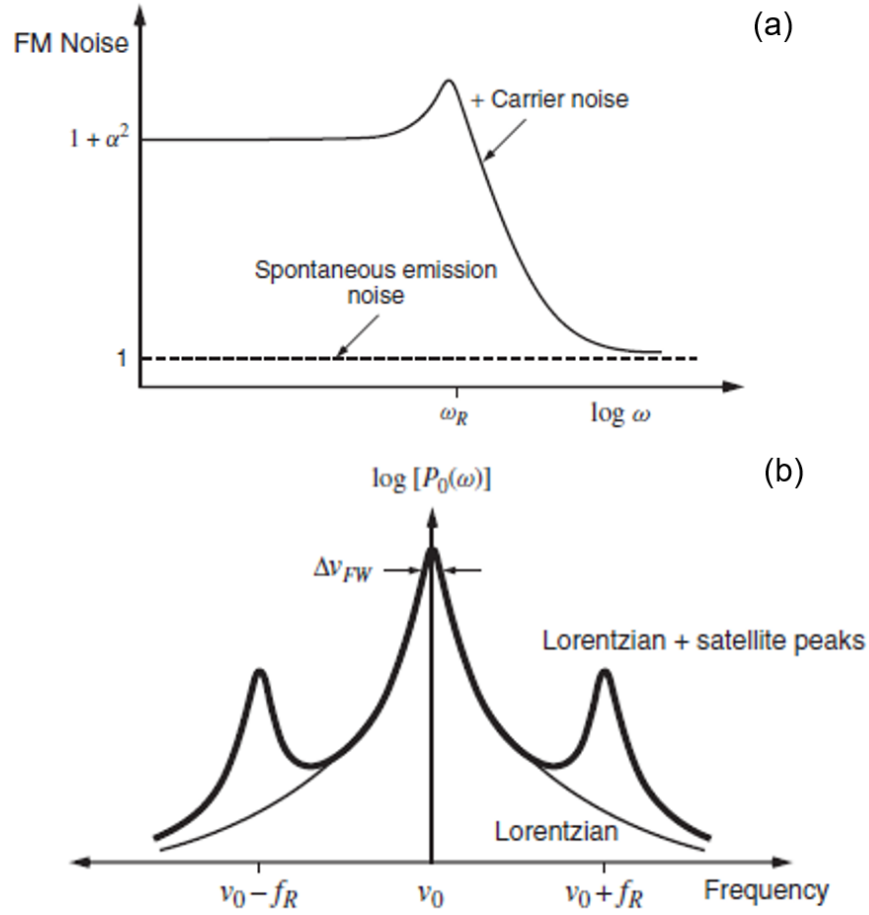 (a)
FM Noise
+ Carrier noise
1 + α²
Spontaneous emission
noise
1
ω_R
log ω
(b)
log [P₀(ω)]
Δν_FW
Lorentzian + satellite peaks
Lorentzian
ν₀ − f_R
ν₀
ν₀ + f_R
Frequency